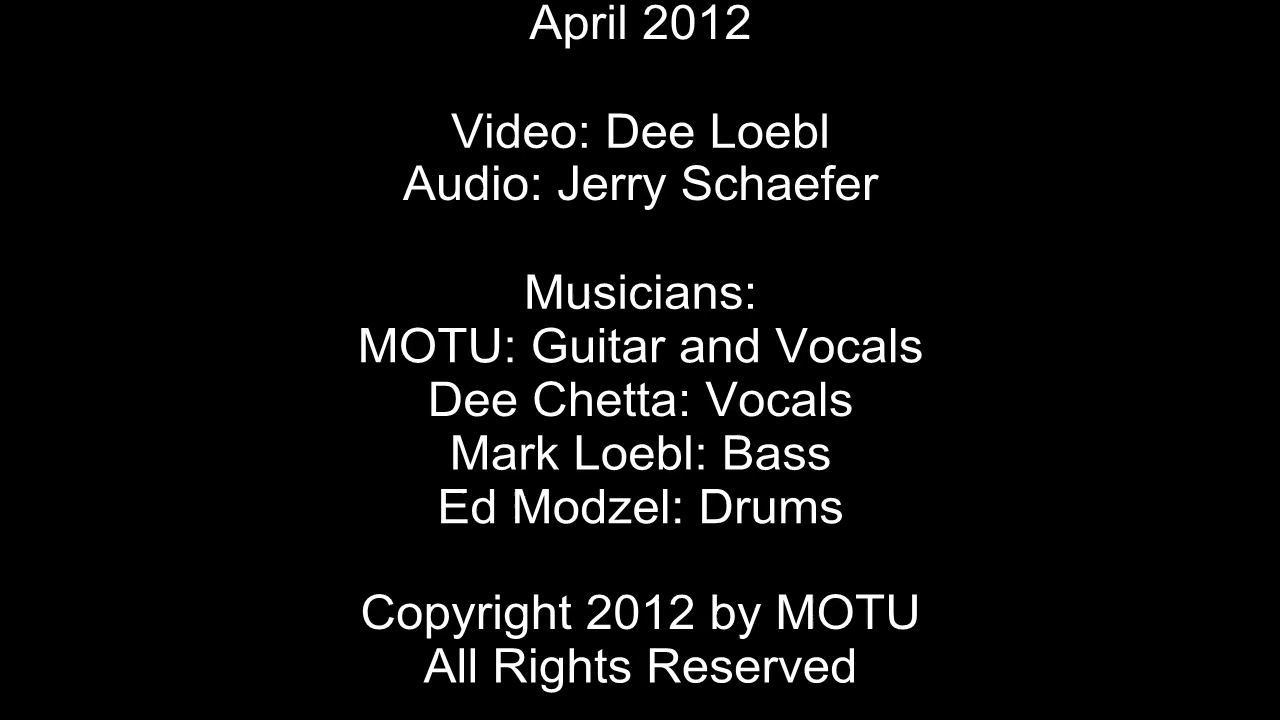 April 2012
Video: Dee Loebl
Audio: Jerry Schaefer
Musicians:
MOTU: Guitar and Vocals
Dee Chetta: Vocals
Mark Loebl: Bass
Ed Modzel: Drums
Copyright 2012 by MOTU
All Rights Reserved